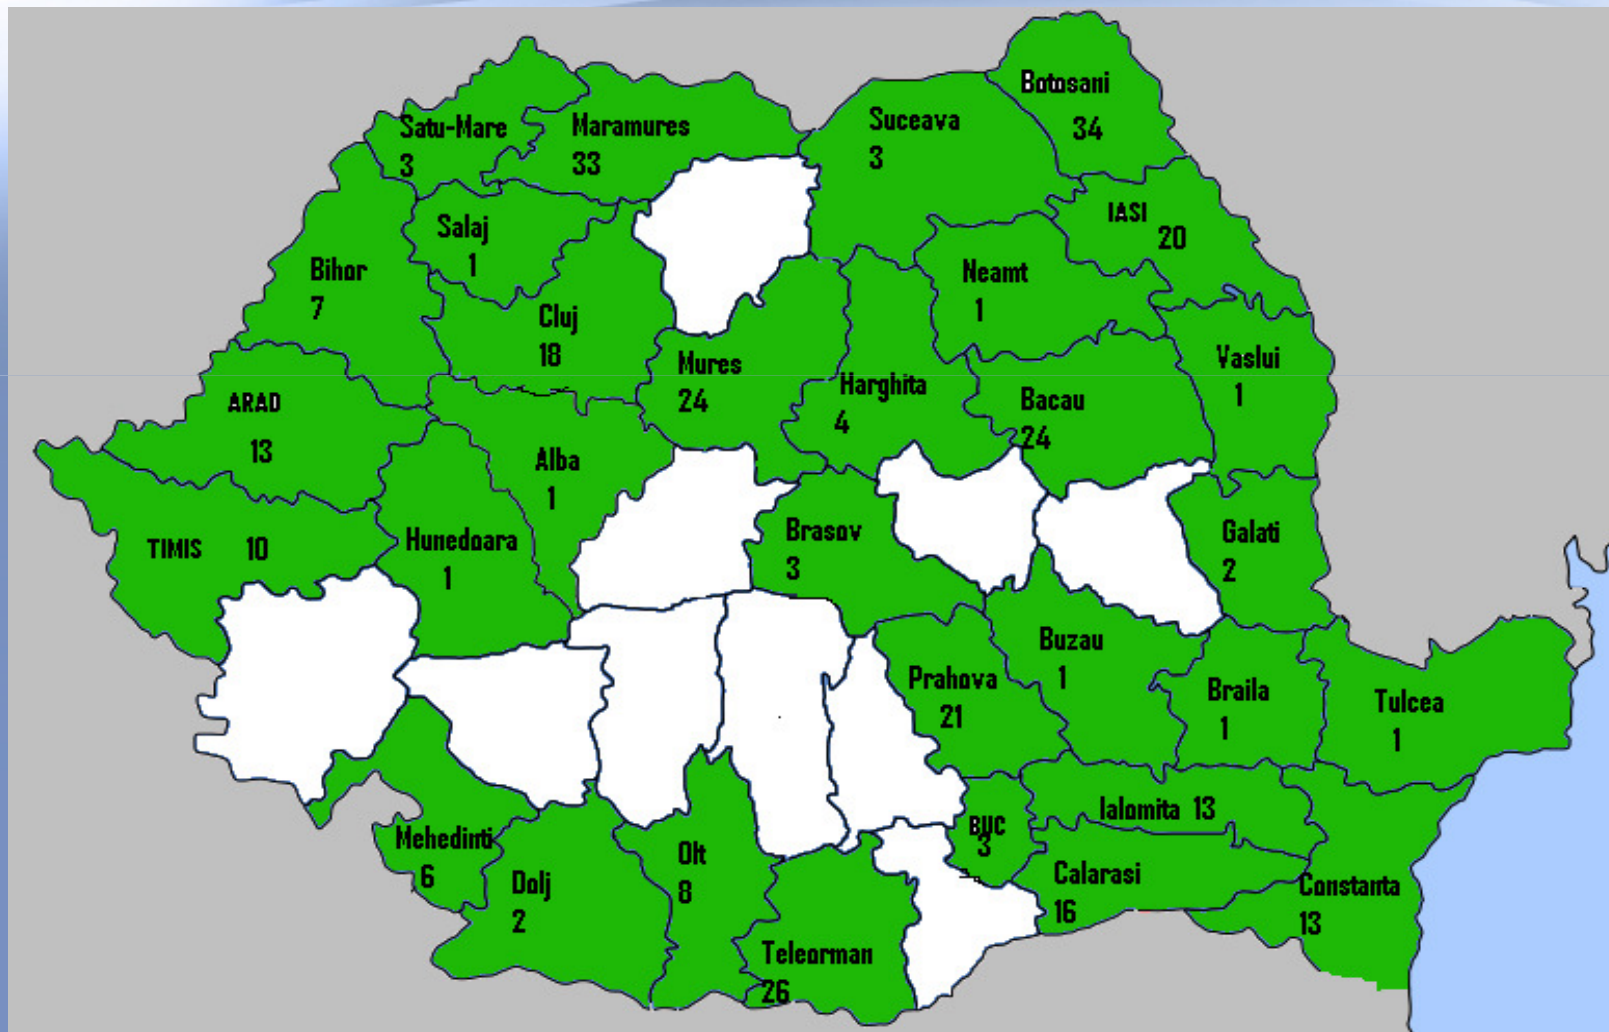 Botosani
34
Satu-Mare
3
Maramures
33
Suceava
3
IASI
20
Salaj
1
Bihor
7
Neamt
1
Cluj
18
Mures
24
Harghita
4
Vaslui
1
Bacau
24
ARAD
13
Alba
1
TIMIS 10
Hunedoara
1
Brasov
3
Galati
2
Buzau
1
Prahova
21
Braila
1
Tulcea
1
Ialomita 13
BUC
3
Mehedinti
6
Olt
8
Dolj
2
Calarasi
16
Constanta
13
Teleorman
26